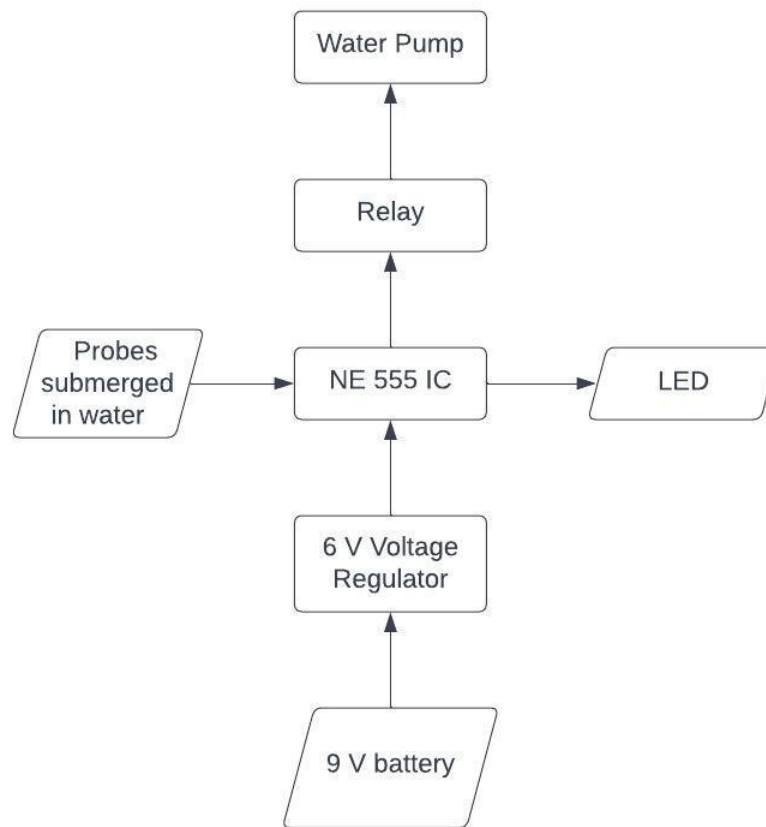 Water Pump
Relay
Probes
submerged
in water
NE 555 IC
LED
6 V Voltage
Regulator
9 V battery